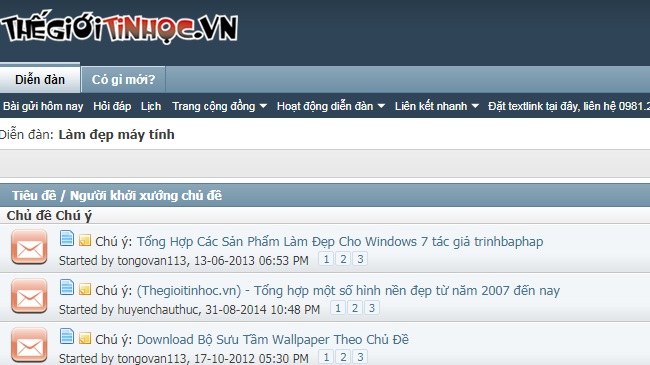 THẾGIỚITINHỌC.VN
Diễn đàn Có gì mới?
Bài gửi hôm nay Hỏi đáp Lịch Trang cộng đồng Hoạt động diễn đàn Liên kết nhanh Đặt textlink tại đây, liên hệ 0981.2
Diễn đàn: Làm đẹp máy tính
Tiêu đề / Người khởi xướng chủ đề
Chủ đề Chú ý
Chú ý: Tổng Hợp Các Sản Phẩm Làm Đẹp Cho Windows 7 tác giả trinhbaphap
Started by tongovan113, 13-06-2013 06:53 PM 1 2 3
Chú ý: (Thegioitinhoc.vn) - Tổng hợp một số hình nền đẹp từ năm 2007 đến nay
Started by huyenchauthuc, 31-08-2014 10:48 PM 1 2 3
Chú ý: Download Bộ Sưu Tầm Wallpaper Theo Chủ Đề
Started by tongovan113, 17-10-2012 05:30 PM 1 2 3